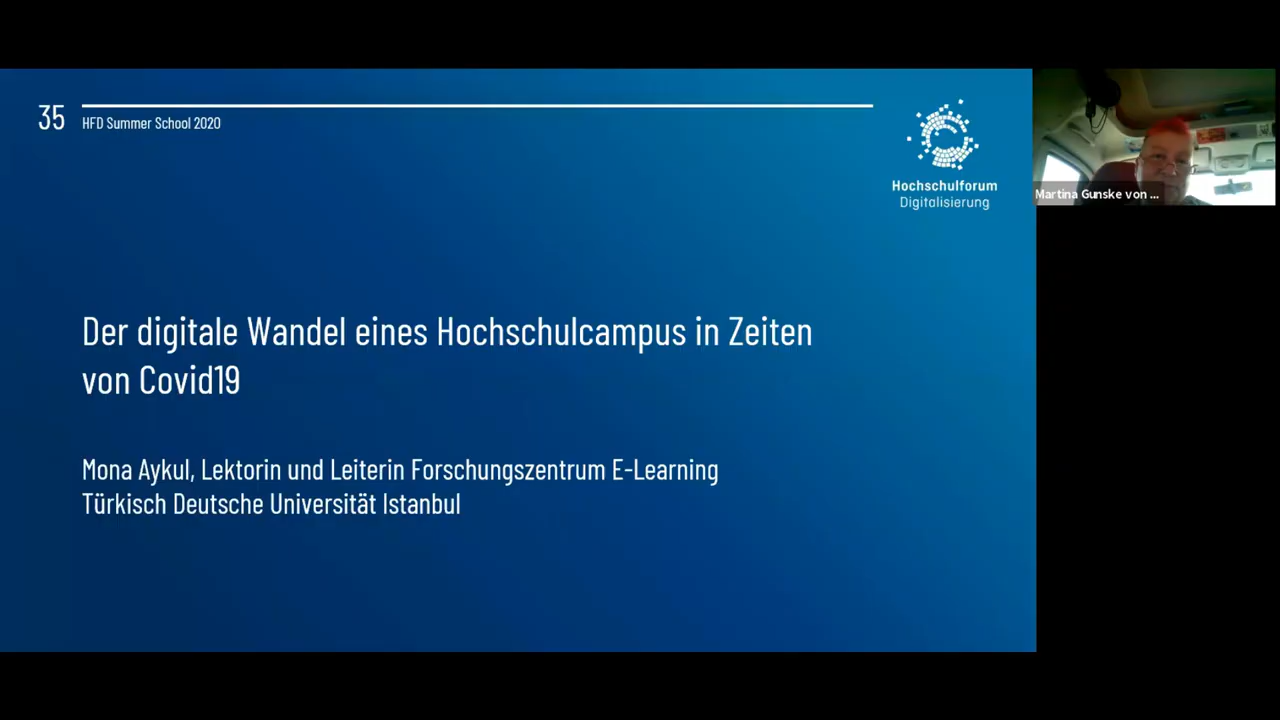 35
HFD Summer School 2020
Hochschulforum
Digitalisierung
Martina Gunske von ...
Der digitale Wandel eines Hochschulcampus in Zeiten
von Covid19
Mona Aykul, Lektorin und Leiterin Forschungszentrum E-Learning
Türkisch Deutsche Universität Istanbul